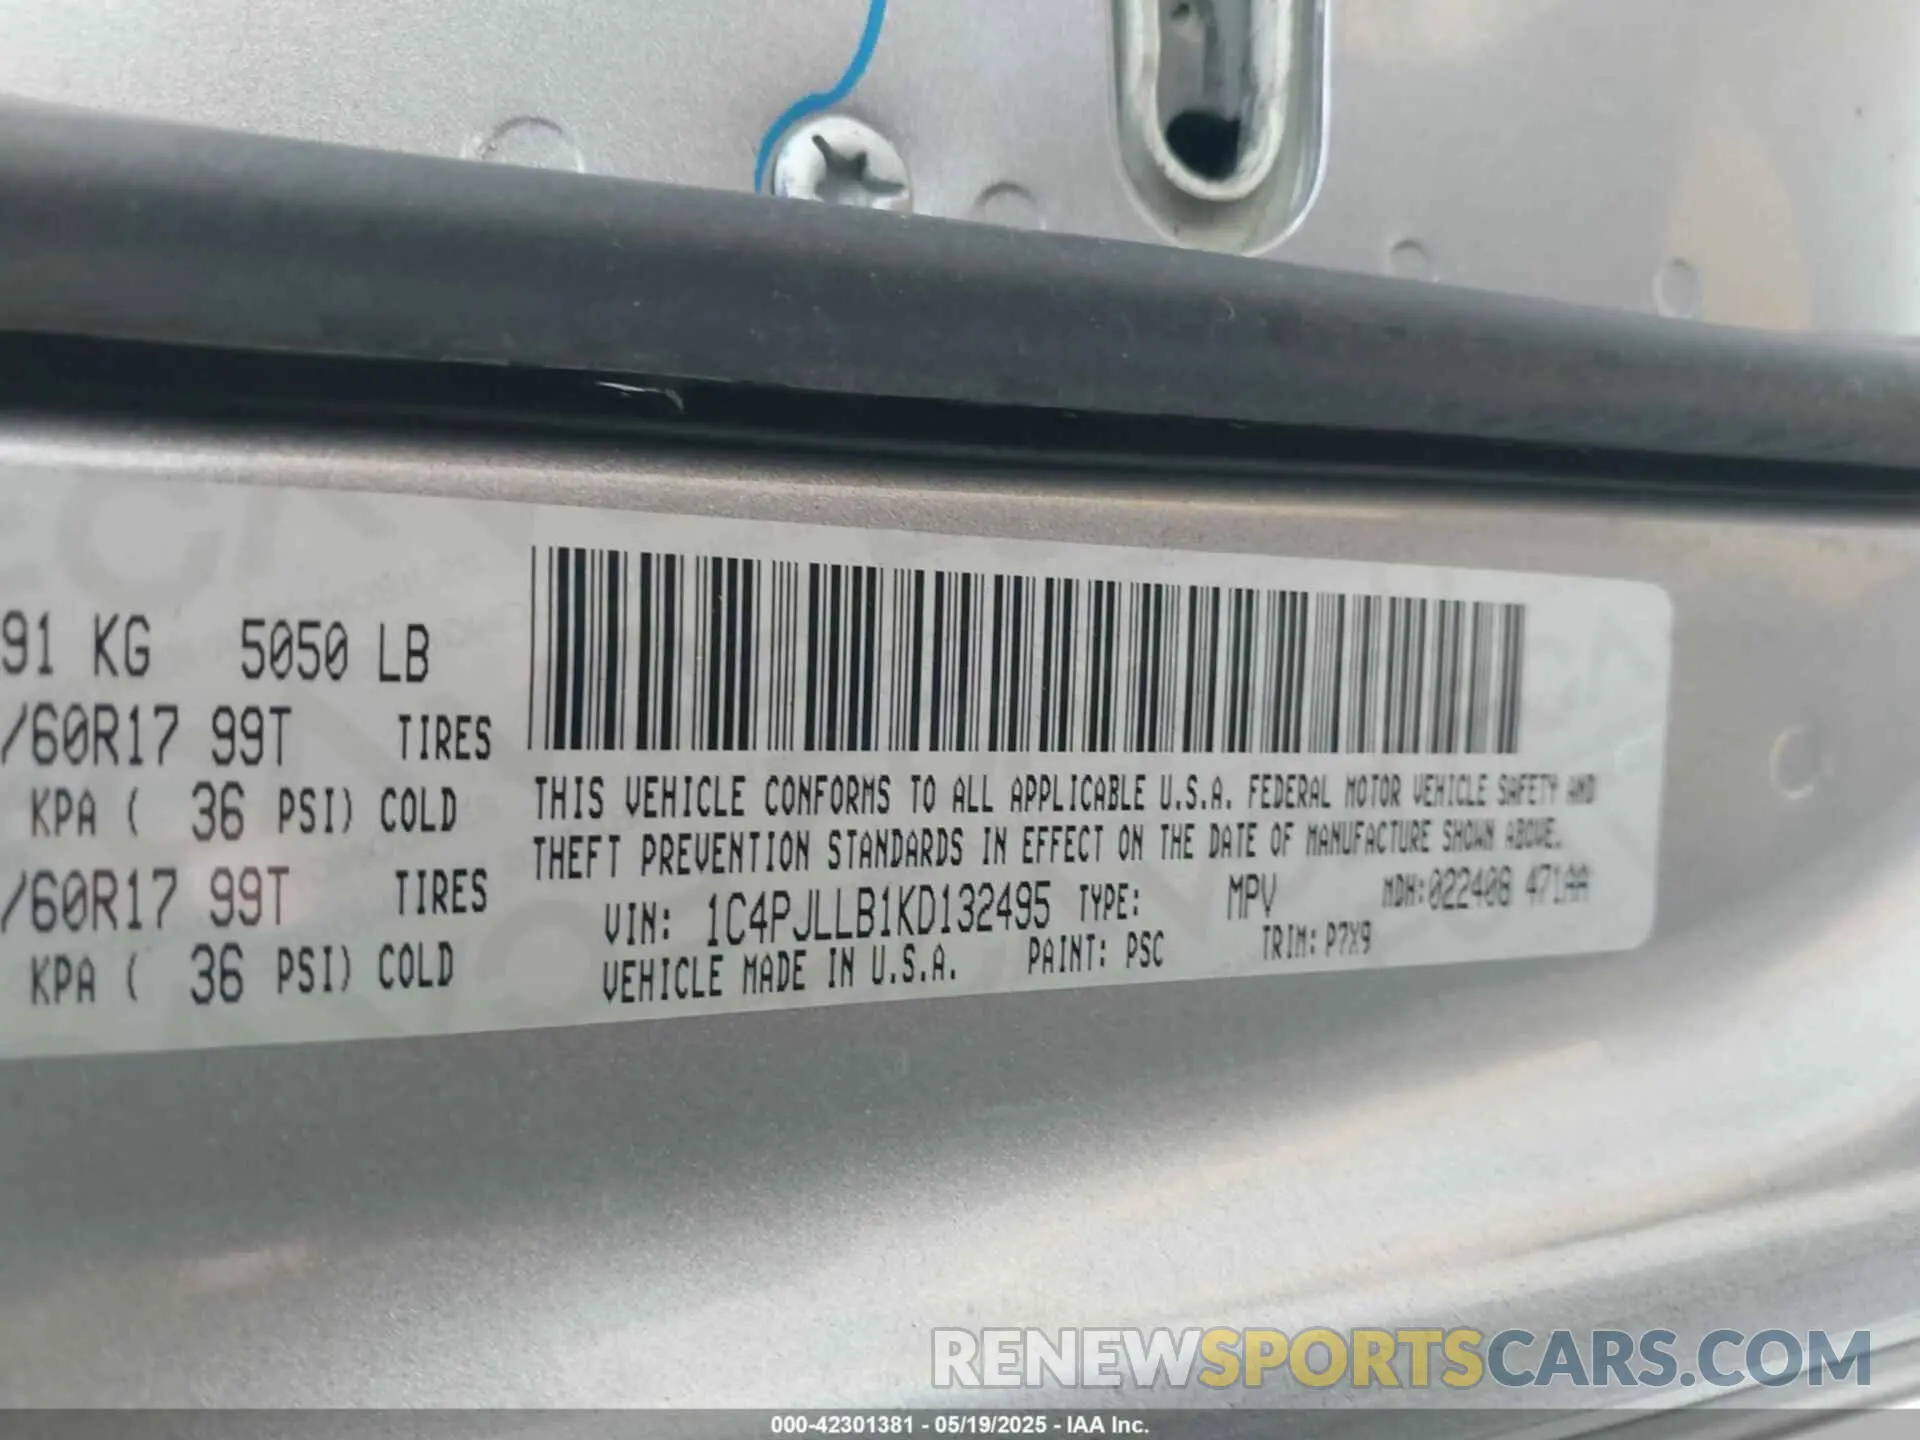 91 KG 5050 LB
/60R17 99T TIRES
KPA ( 36 PSI) COLD
/60R17 99T TIRES
KPA ( 36 PSI) COLD
THIS VEHICLE CONFORMS TO ALL APPLICABLE U.S.A. FEDERAL MOTOR VEHICLE SAFETY AND
THEFT PREVENTION STANDARDS IN EFFECT ON THE DATE OF MANUFACTURE SHOWN ABOVE.
VIN: 1C4PJLLB1KD132495 TYPE: MPV MDH:022408 471AA
VEHICLE MADE IN U.S.A. PAINT: PSC TRIM: P7X9
RENEWSPORTSCARS.COM
000-42301381 - 05/19/2025 - IAA Inc.